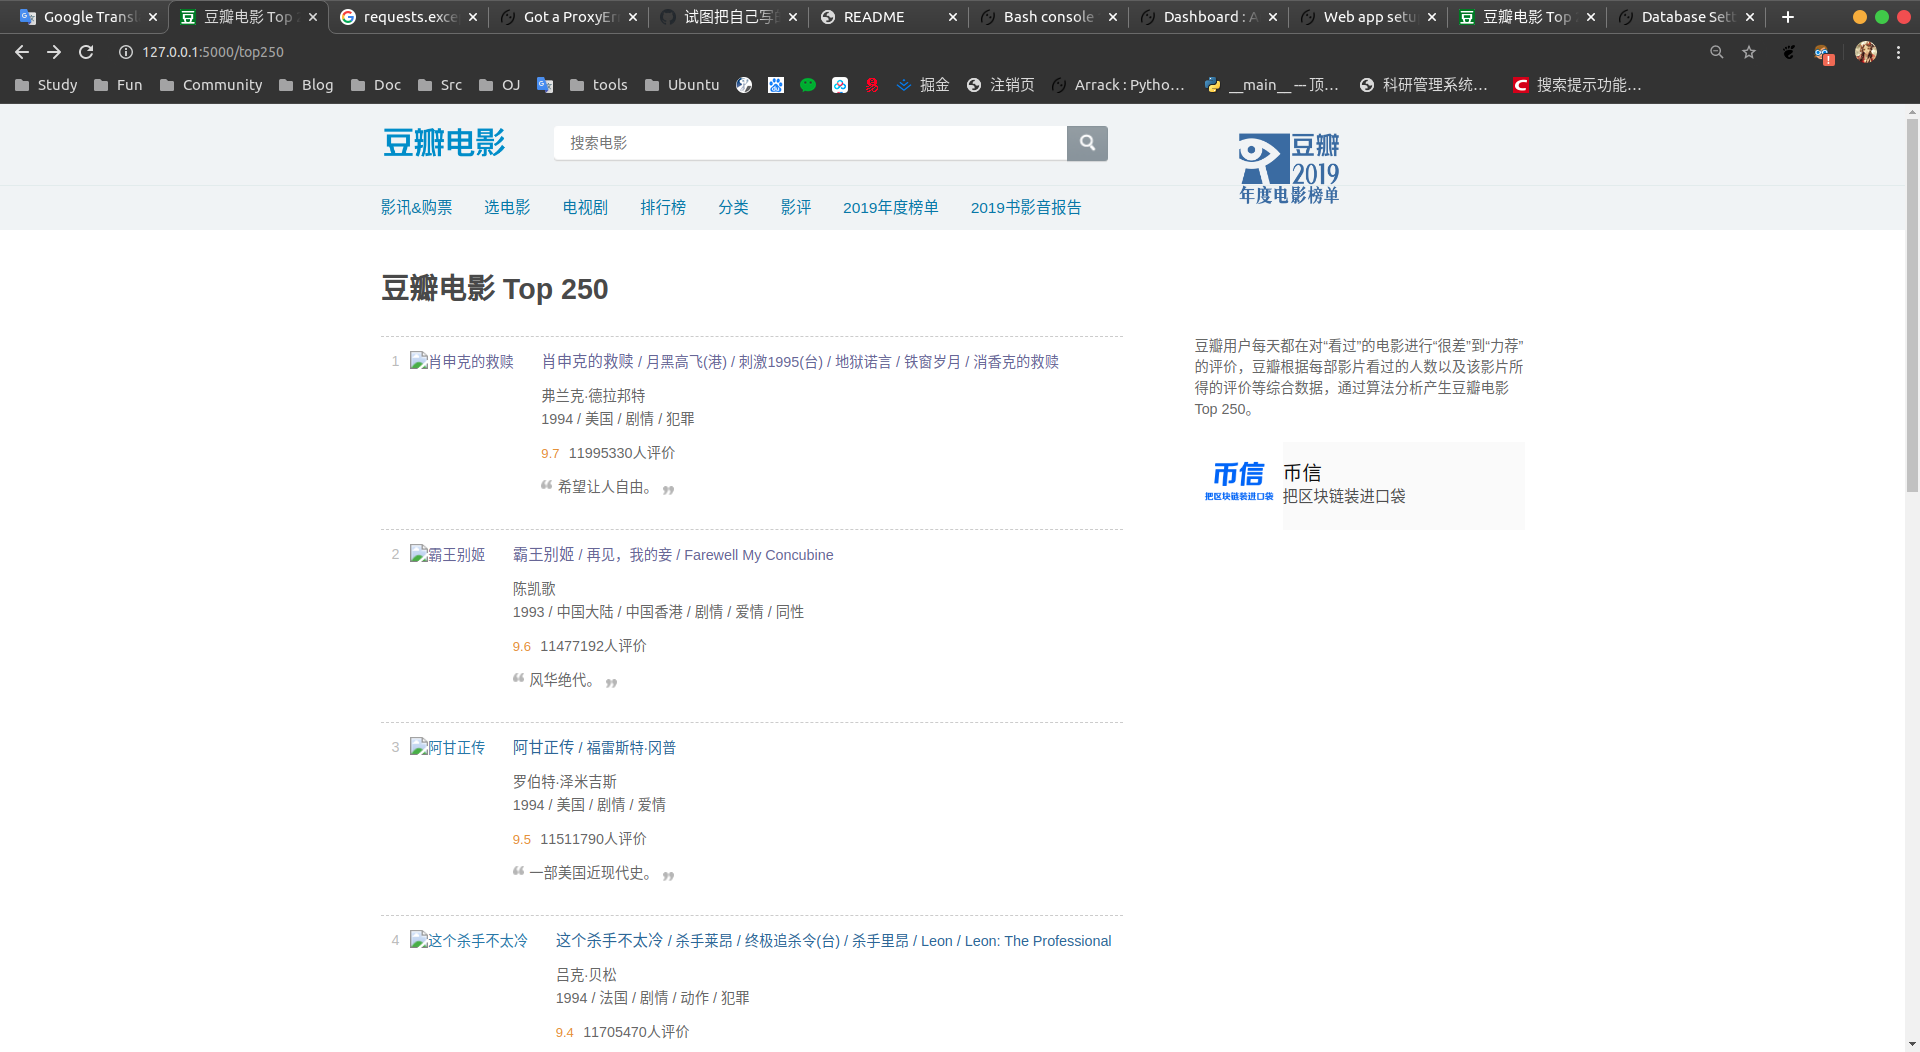 Google Transl
豆瓣电影 Top 2
requests.exce
Got a ProxyEr
试图把自己写的
README
Bash console
Dashboard : A
Web app setu
豆瓣电影 Top
Database Sett
127.0.0.1:5000/top250
Study
Fun
Community
Blog
Doc
Src
OJ
tools
Ubuntu
掘金
注销页
Arrack : Pytho…
__main__ --- 顶…
科研管理系统…
搜索提示功能…
豆瓣电影
搜索电影
豆瓣
2019
年度电影榜单
影讯&购票 选电影 电视剧 排行榜 分类 影评 2019年度榜单 2019书影音报告
豆瓣电影 Top 250
1 肖申克的救赎 肖申克的救赎 / 月黑高飞(港) / 刺激1995(台) / 地狱诺言 / 铁窗岁月 / 消香克的救赎
弗兰克·德拉邦特
1994 / 美国 / 剧情 / 犯罪
9.7 11995330人评价
“ 希望让人自由。 ”
2 霸王别姬 霸王别姬 / 再见，我的妾 / Farewell My Concubine
陈凯歌
1993 / 中国大陆 / 中国香港 / 剧情 / 爱情 / 同性
9.6 11477192人评价
“ 风华绝代。 ”
3 阿甘正传 阿甘正传 / 福雷斯特·冈普
罗伯特·泽米吉斯
1994 / 美国 / 剧情 / 爱情
9.5 11511790人评价
“ 一部美国近现代史。 ”
4 这个杀手不太冷 这个杀手不太冷 / 杀手莱昂 / 终极追杀令(台) / 杀手里昂 / Leon / Leon: The Professional
吕克·贝松
1994 / 法国 / 剧情 / 动作 / 犯罪
9.4 11705470人评价
豆瓣用户每天都在对“看过”的电影进行“很差”到“力荐”
的评价，豆瓣根据每部影片看过的人数以及该影片所
得的评价等综合数据，通过算法分析产生豆瓣电影
Top 250。
币信
把区块链装进口袋
币信
把区块链装进口袋